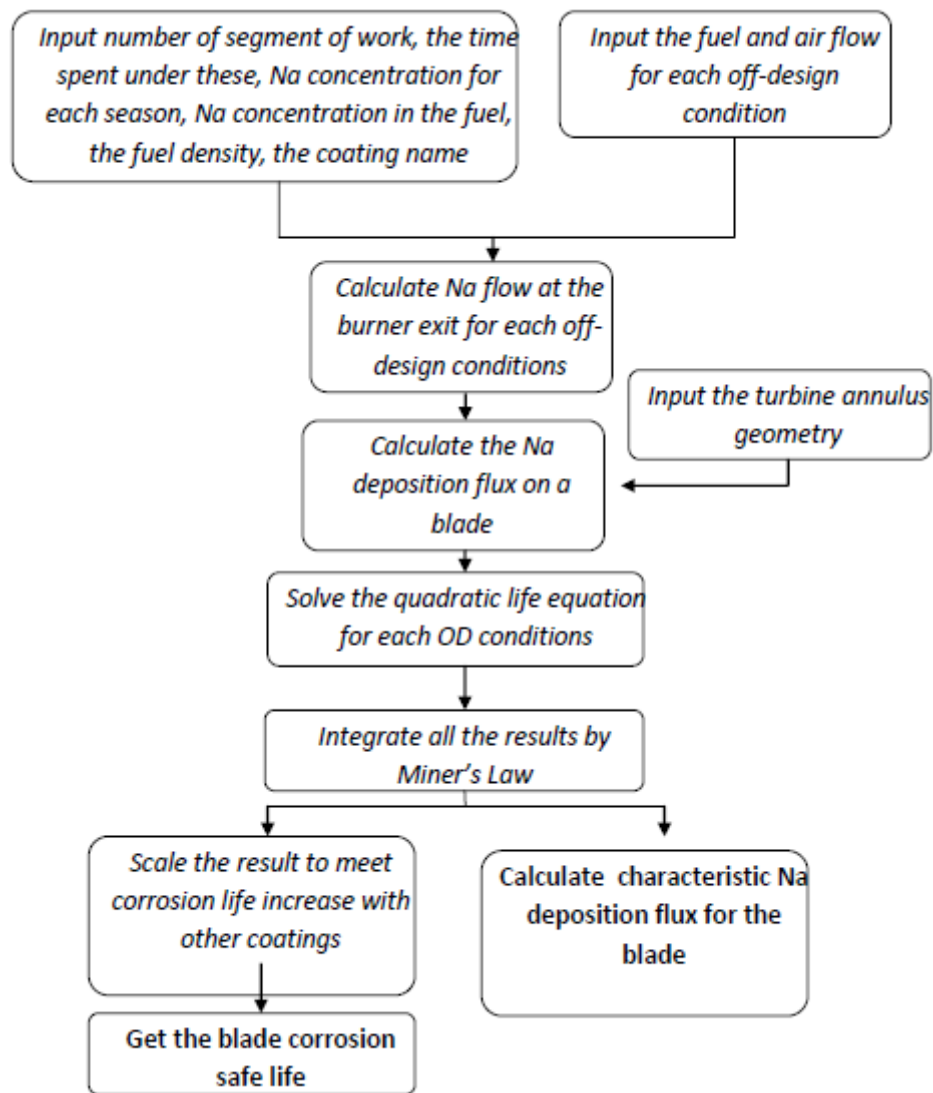 Input number of segment of work, the time
spent under these, Na concentration for
each season, Na concentration in the fuel,
the fuel density, the coating name
Input the fuel and air flow
for each off-design
condition
Calculate Na flow at the
burner exit for each off-
design conditions
Input the turbine annulus
geometry
Calculate the Na
deposition flux on a
blade
Solve the quadratic life equation
for each OD conditions
Integrate all the results by
Miner's Law
Scale the result to meet
corrosion life increase with
other coatings
Calculate characteristic Na
deposition flux for the
blade
Get the blade corrosion
safe life